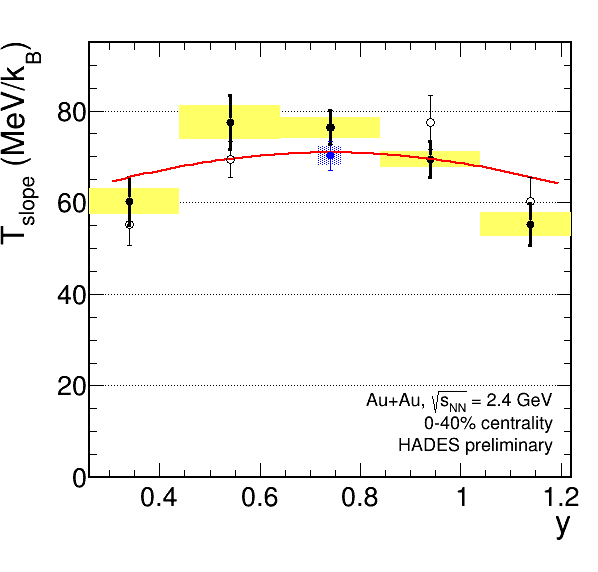 T_slope (MeV/k_B)
80
60
40
20
0
Au+Au, √s_NN = 2.4 GeV
0-40% centrality
HADES preliminary
0.4 0.6 0.8 1 1.2
y